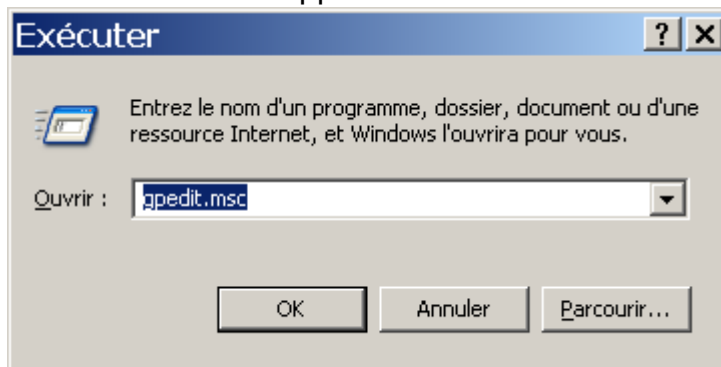 Exécuter
Entrez le nom d'un programme, dossier, document ou d'une
ressource Internet, et Windows l'ouvrira pour vous.
Ouvrir :
gpedit.msc
OK
Annuler
Parcourir...